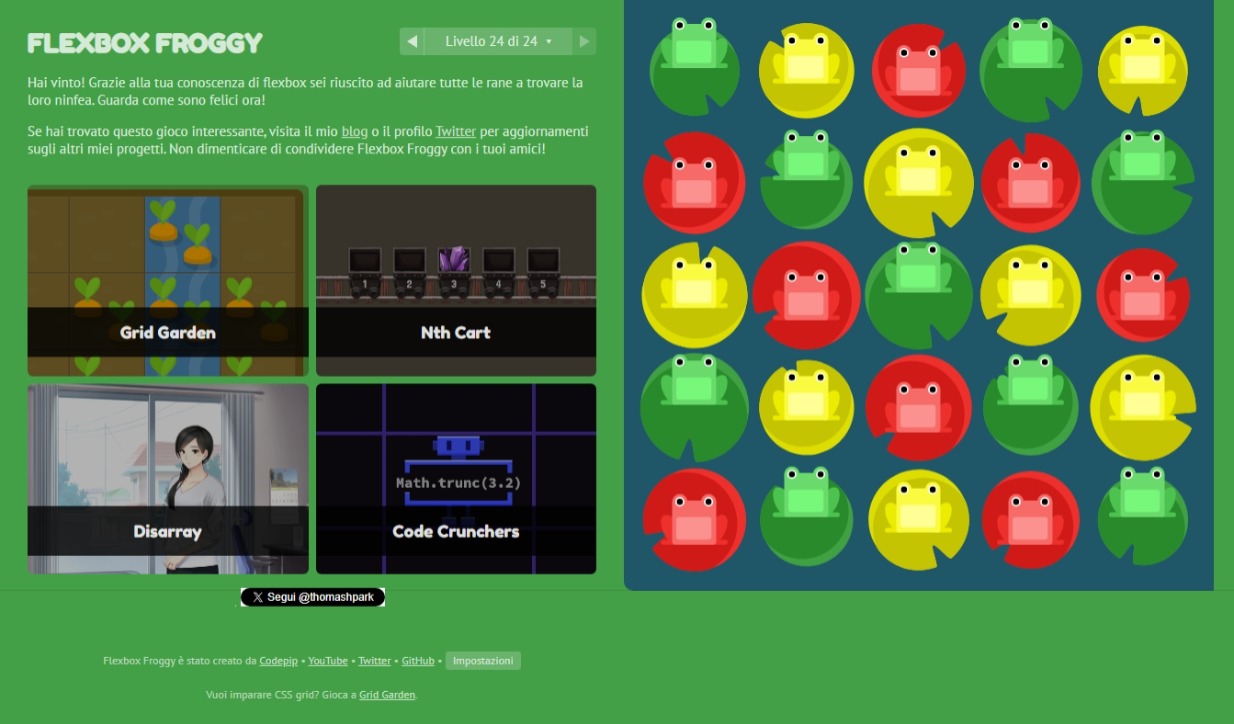 FLEXBOX FROGGY
Livello 24 di 24
Hai vinto! Grazie alla tua conoscenza di flexbox sei riuscito ad aiutare tutte le rane a trovare la
loro ninfea. Guarda come sono felici ora!
Se hai trovato questo gioco interessante, visita il mio blog o il profilo Twitter per aggiornamenti
sugli altri miei progetti. Non dimenticare di condividere Flexbox Froggy con i tuoi amici!
Grid Garden
1 2 3 4 5
Nth Cart
Disarray
Math.trunc(3.2)
Code Crunchers
Segui @thomashpark
Flexbox Froggy è stato creato da Codepip • YouTube • Twitter • GitHub • Impostazioni
Vuoi imparare CSS grid? Gioca a Grid Garden.